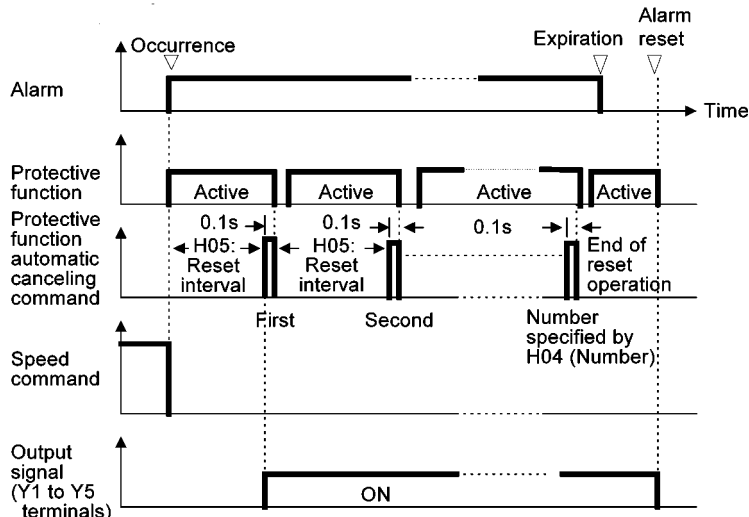 Alarm
reset
Occurrence
Expiration
Alarm
Time
Protective
function
Active
Active
Active
Active
Protective
function
automatic
canceling
command
0.1s
0.1s
0.1s
H05:
Reset
interval
H05:
Reset
interval
End of
reset
operation
First
Second
Number
specified by
H04 (Number)
Speed
command
Output
signal
(Y1 to Y5
terminals)
ON